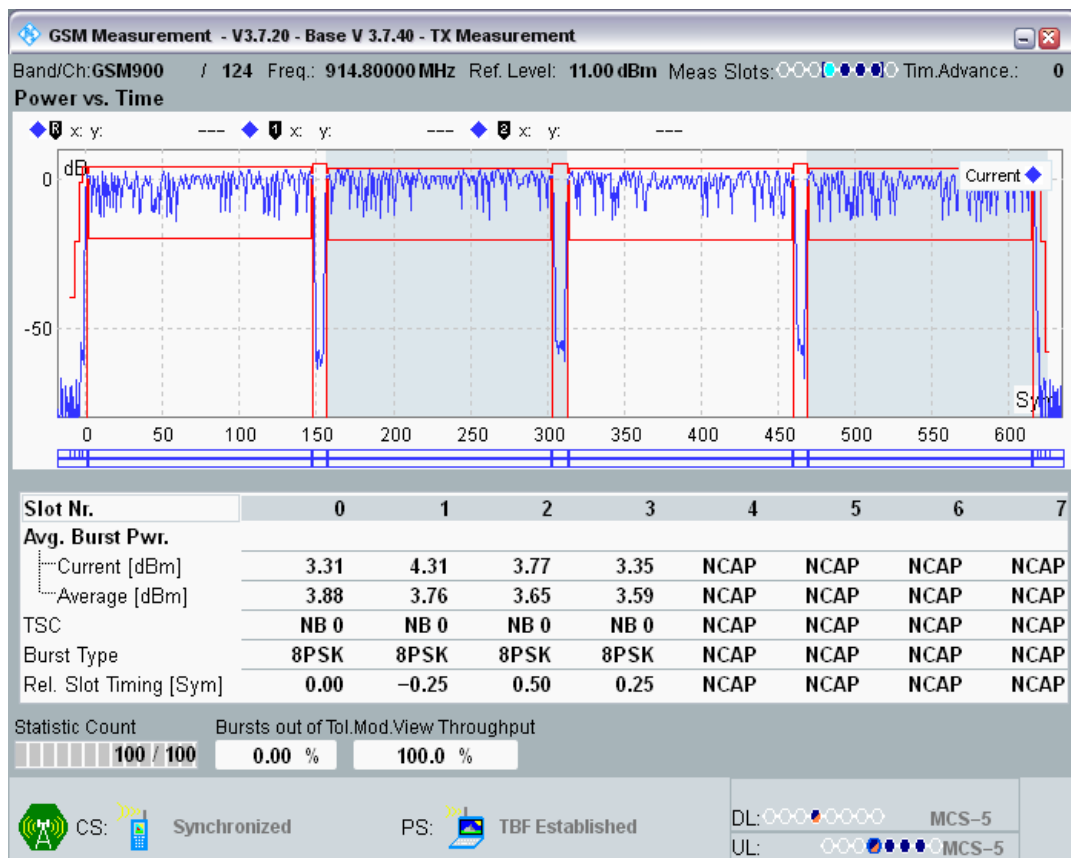 GSM Measurement - V3.7.20 - Base V 3.7.40 - TX Measurement
Band/Ch:GSM900 / 124 Freq.: 914.80000 MHz Ref. Level: 11.00 dBm Meas Slots: Tim.Advance.: 0
Power vs. Time
R x: y: --- 1 x: y: --- 2 x: y: ---
dB
Current
0
-50
Sym
0 50 100 150 200 250 300 350 400 450 500 550 600
Slot Nr. 0 1 2 3 4 5 6 7
Avg. Burst Pwr.
Current [dBm] 3.31 4.31 3.77 3.35 NCAP NCAP NCAP NCAP
Average [dBm] 3.88 3.76 3.65 3.59 NCAP NCAP NCAP NCAP
TSC NB 0 NB 0 NB 0 NB 0 NCAP NCAP NCAP NCAP
Burst Type 8PSK 8PSK 8PSK 8PSK NCAP NCAP NCAP NCAP
Rel. Slot Timing [Sym] 0.00 −0.25 0.50 0.25 NCAP NCAP NCAP NCAP
Statistic Count Bursts out of Tol.Mod.View Throughput
100 / 100 0.00 % 100.0 %
CS: Synchronized PS: TBF Established
DL: MCS−5
UL: MCS−5